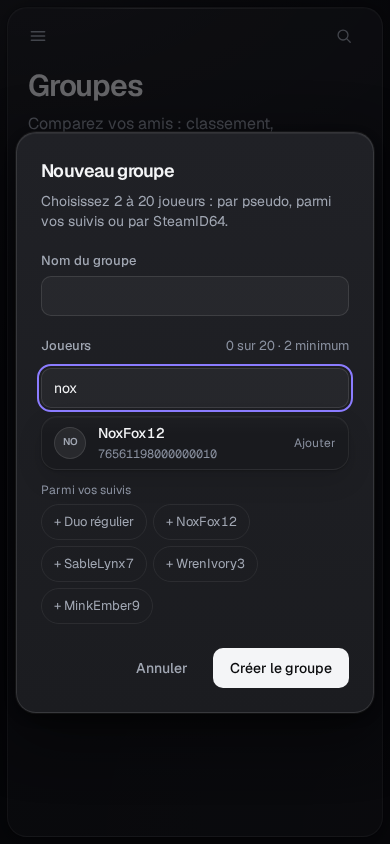 Groupes
Comparez vos amis : classement,
Nouveau groupe
Choisissez 2 à 20 joueurs : par pseudo, parmi
vos suivis ou par SteamID64.
Nom du groupe
Joueurs
0 sur 20 · 2 minimum
nox
NO
NoxFox12
76561198000000010
Ajouter
Parmi vos suivis
+ Duo régulier
+ NoxFox12
+ SableLynx7
+ WrenIvory3
+ MinkEmber9
Annuler
Créer le groupe